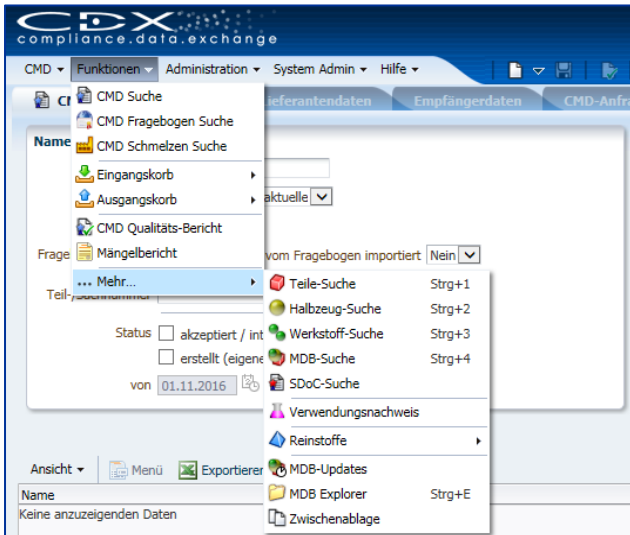 CDX
compliance.data.exchange
CMD Funktionen Administration System Admin Hilfe
Lieferantendaten Empfängerdaten CMD-Anfra
CMD Suche
CMD Fragebogen Suche
Name
CMD Schmelzen Suche
Eingangskorb
Ausgangskorb aktuelle
CMD Qualitäts-Bericht
Frage Mängelbericht vom Fragebogen importiert Nein
... Mehr...
Teil-/Sachnummer
Teile-Suche Strg+1
Halbzeug-Suche Strg+2
Status akzeptiert / int Werkstoff-Suche Strg+3
erstellt (eigene MDB-Suche Strg+4
von 01.11.2016 SDoC-Suche
Verwendungsnachweis
Reinstoffe
Ansicht Menü Exportieren MDB-Updates
Name MDB Explorer Strg+E
Keine anzuzeigenden Daten Zwischenablage